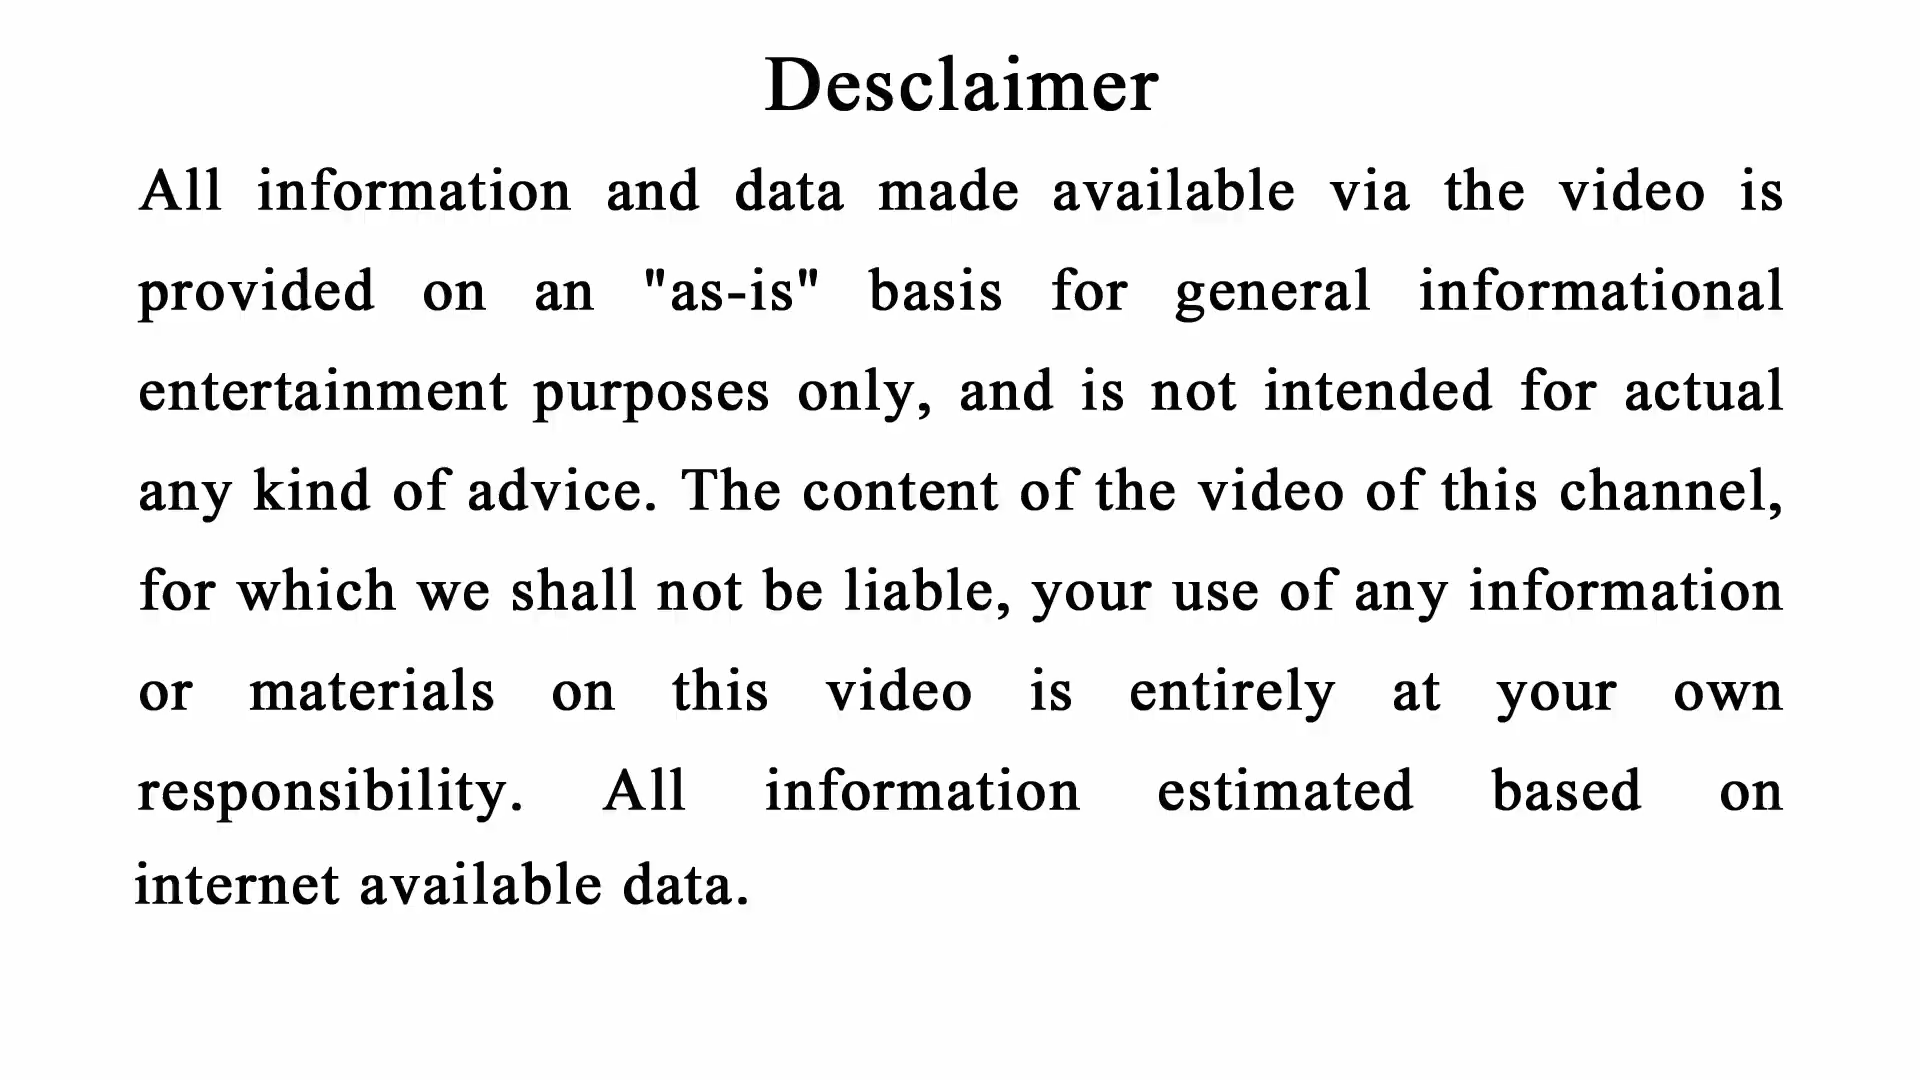 Desclaimer
All information and data made available via the video is
provided on an "as-is" basis for general informational
entertainment purposes only, and is not intended for actual
any kind of advice. The content of the video of this channel,
for which we shall not be liable, your use of any information
or materials on this video is entirely at your own
responsibility. All information estimated based on
internet available data.